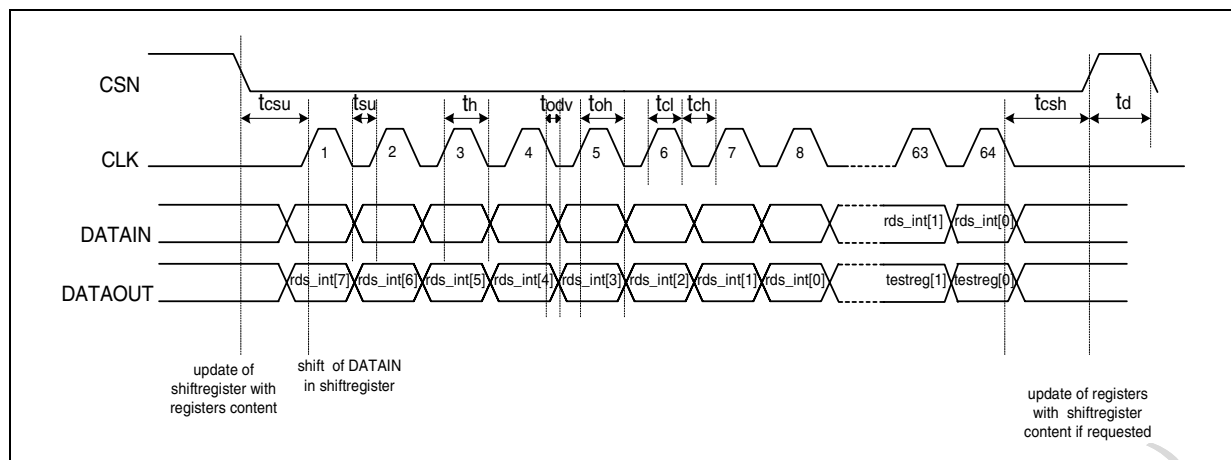 CSN
tcsu
tsu
th
todv
toh
tcl
tch
tcsh
td
CLK
1
2
3
4
5
6
7
8
63
64
DATAIN
rds_int[1]
rds_int[0]
DATAOUT
rds_int[7]
rds_int[6]
rds_int[5]
rds_int[4]
rds_int[3]
rds_int[2]
rds_int[1]
rds_int[0]
testreg[1]
testreg[0]
update of
shiftregister with
registers content
shift of DATAIN
in shiftregister
update of registers
with shiftregister
content if requested